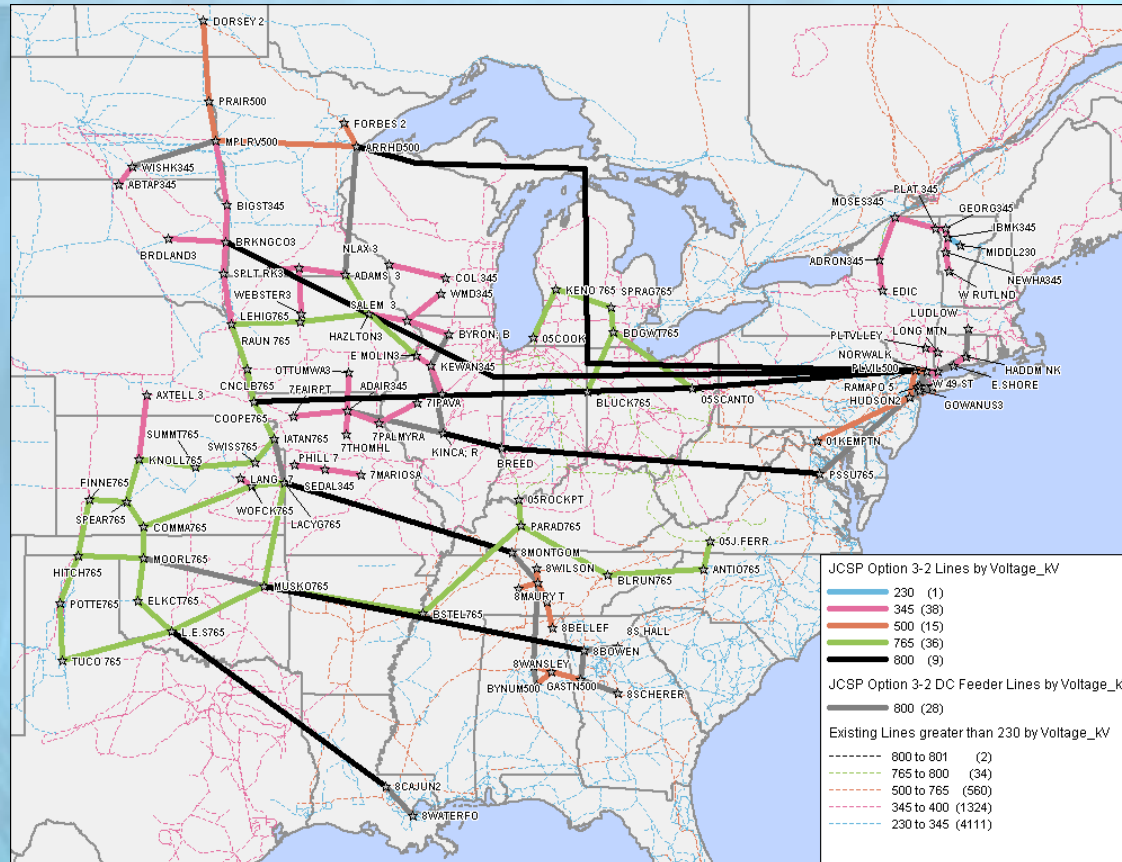 DORSEY 2
PRAIR500
FORBES 2
MPLRV500
ARRHD500
WISHK345
ABTAP345
PLAT 345
MOSES345
GEORG345
BIGST345
IBMK345
BRKNGCO3
MIDDL230
BRDLAND3
NLAX 3
ADRON345
NEWHA345
SPLT RK3
ADAMS 3
COL 345
W RUTLND
WEBSTER3
WMD345
KENO 765
SPRAG765
EDIC
LEHIG765
SALEM 3
LUDLOW
RAUN 765
HAZLTON3
BYRON; B
05COOK
BDGWT765
PLTVLLEY
LONG MTN
E MOLIN3
NORWALK
OTTUMWA3
KEWAN345
PLVIL500
HADDM NK
CNCLB765
7FAIRPT
ADAIR345
RAMAPO 5
W 49 ST
E.SHORE
AXTELL 3
7IPAVA
BLUCK765
05SCANTO
HUDSON2
GOWANUS3
COOPE765
SUMMT765
IATAN765
7THOMHL
7PALMYRA
KINCA; R
01KEMPTN
SWISS765
BREED
KNOLL765
PHILL 7
7MARIOSA
PSSU765
FINNE765
LANG 7
SEDAL345
WOFCK765
05ROCKPT
SPEAR765
LACYG765
COMMA765
PARAD765
05J.FERR
8MONTGOM
HITCH765
MOORL765
8WILSON
ANTIO765
BLRUN765
MUSKO765
8MAURY T
POTTE765
ELKCT765
BSTEL765
8BELLEF
L.E.S765
8S HALL
8BOWEN
TUCO 765
8WANSLEY
BYNUM500
GASTN500
8SCHERER
8CAJUN2
8WATERFO
JCSP Option 3-2 Lines by Voltage_kV
230 (1)
345 (38)
500 (15)
765 (36)
800 (9)
JCSP Option 3-2 DC Feeder Lines by Voltage_k
800 (28)
Existing Lines greater than 230 by Voltage_kV
800 to 801 (2)
765 to 800 (34)
500 to 765 (560)
345 to 400 (1324)
230 to 345 (4111)